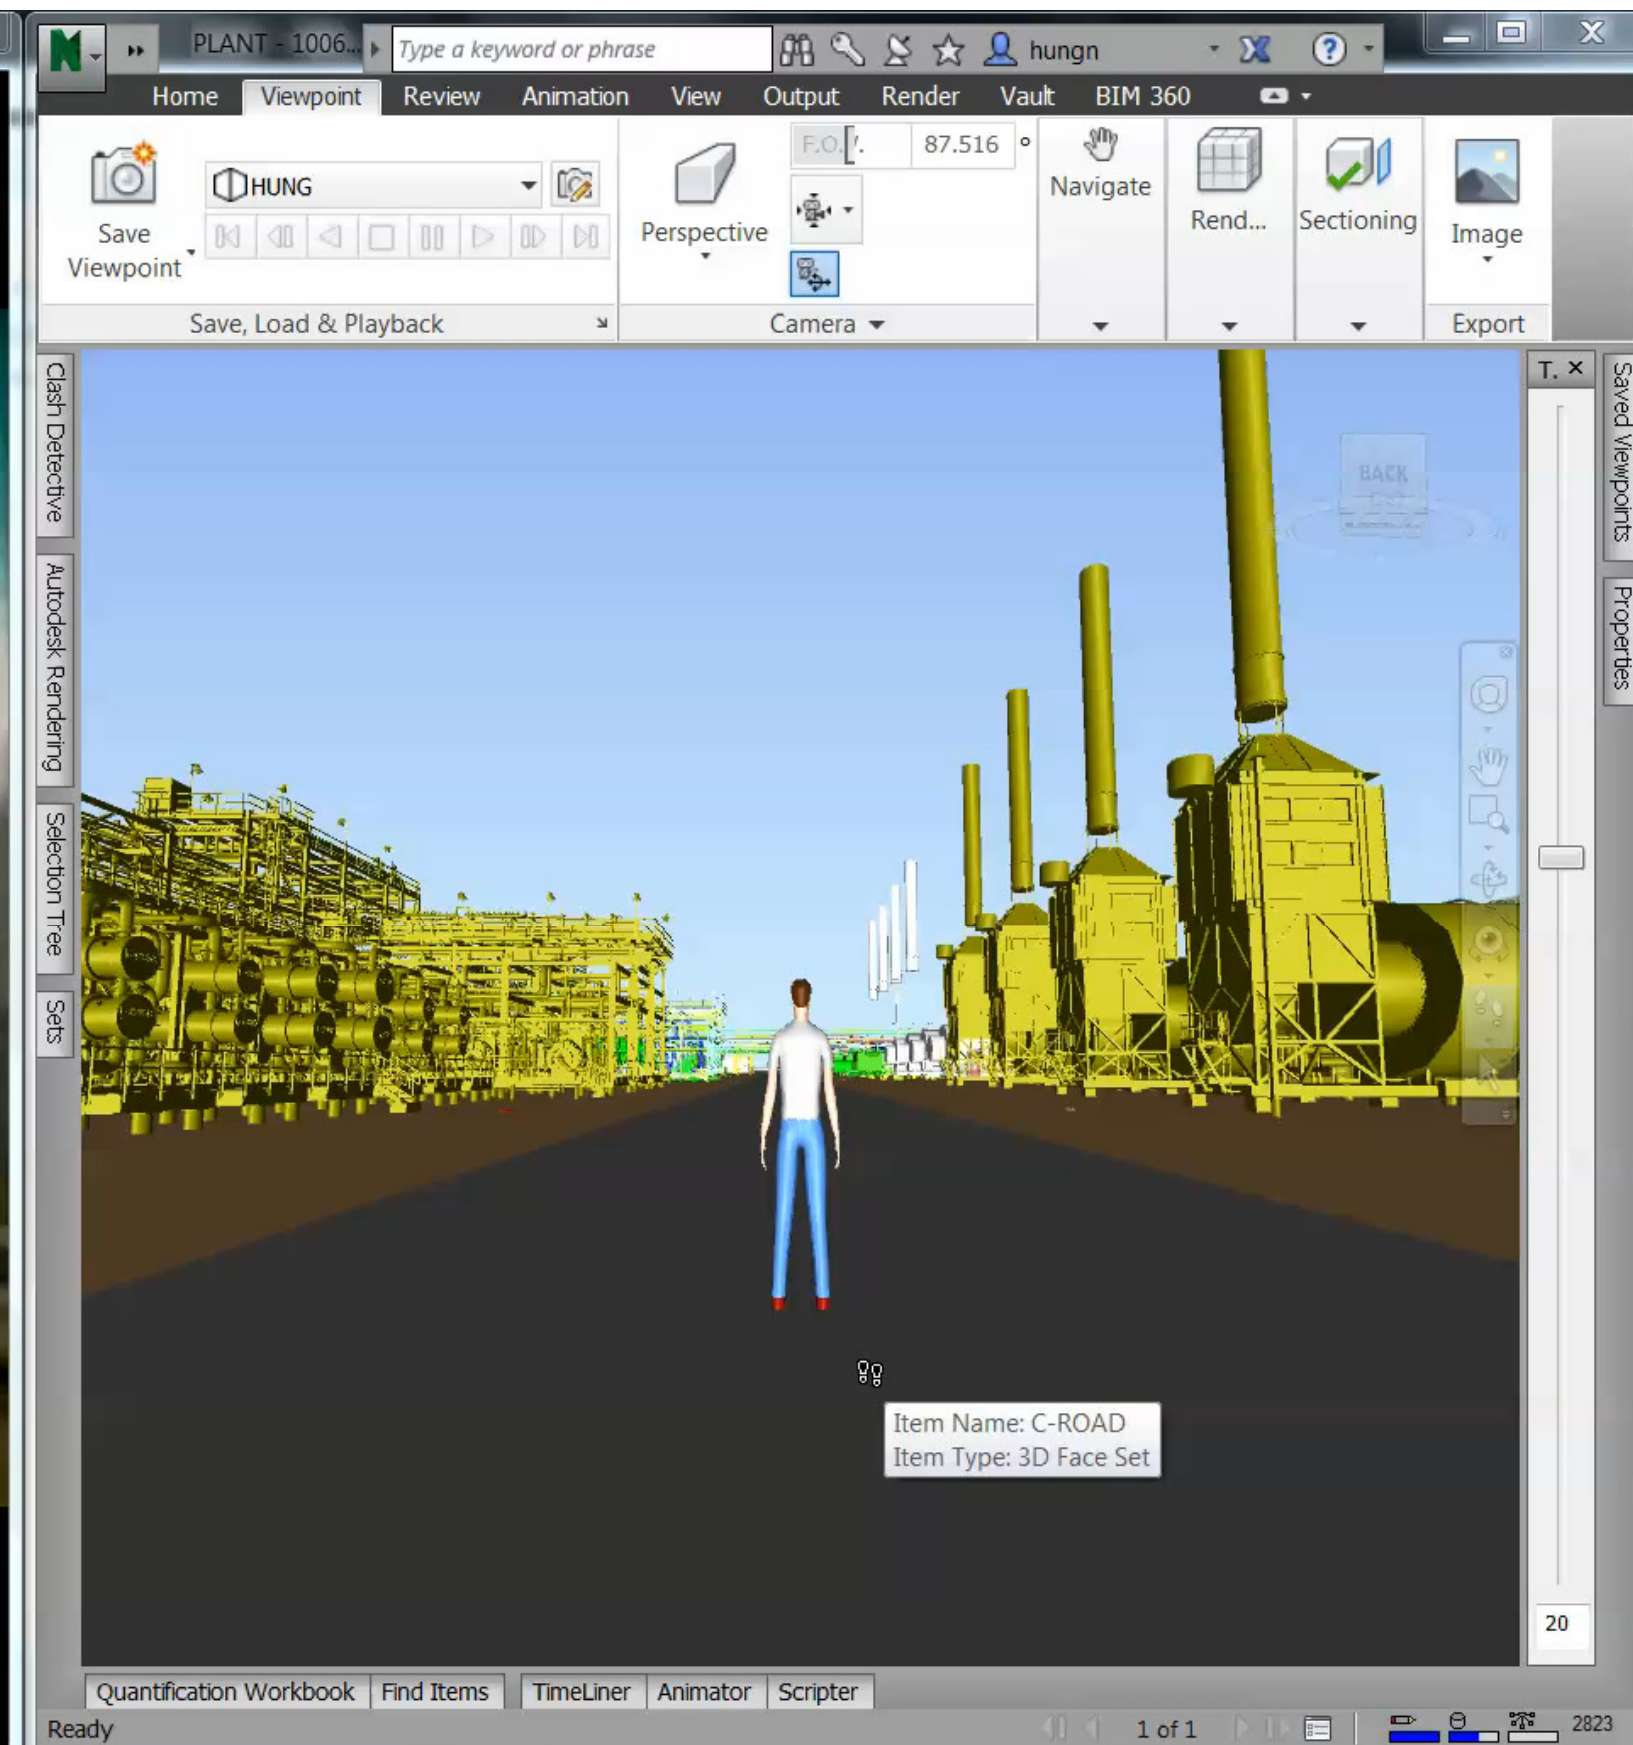 PLANT - 1006...
Type a keyword or phrase
hungn
Home
Viewpoint
Review
Animation
View
Output
Render
Vault
BIM 360
Save
Viewpoint
HUNG
Save, Load & Playback
Perspective
87.516 °
Camera
Navigate
Rend...
Sectioning
Image
Export
Clash Detective
Autodesk Rendering
Selection Tree
Sets
BACK
T.
Saved Viewpoints
Properties
Item Name: C-ROAD
Item Type: 3D Face Set
20
Quantification Workbook
Find Items
TimeLiner
Animator
Scripter
Ready
1 of 1
2823